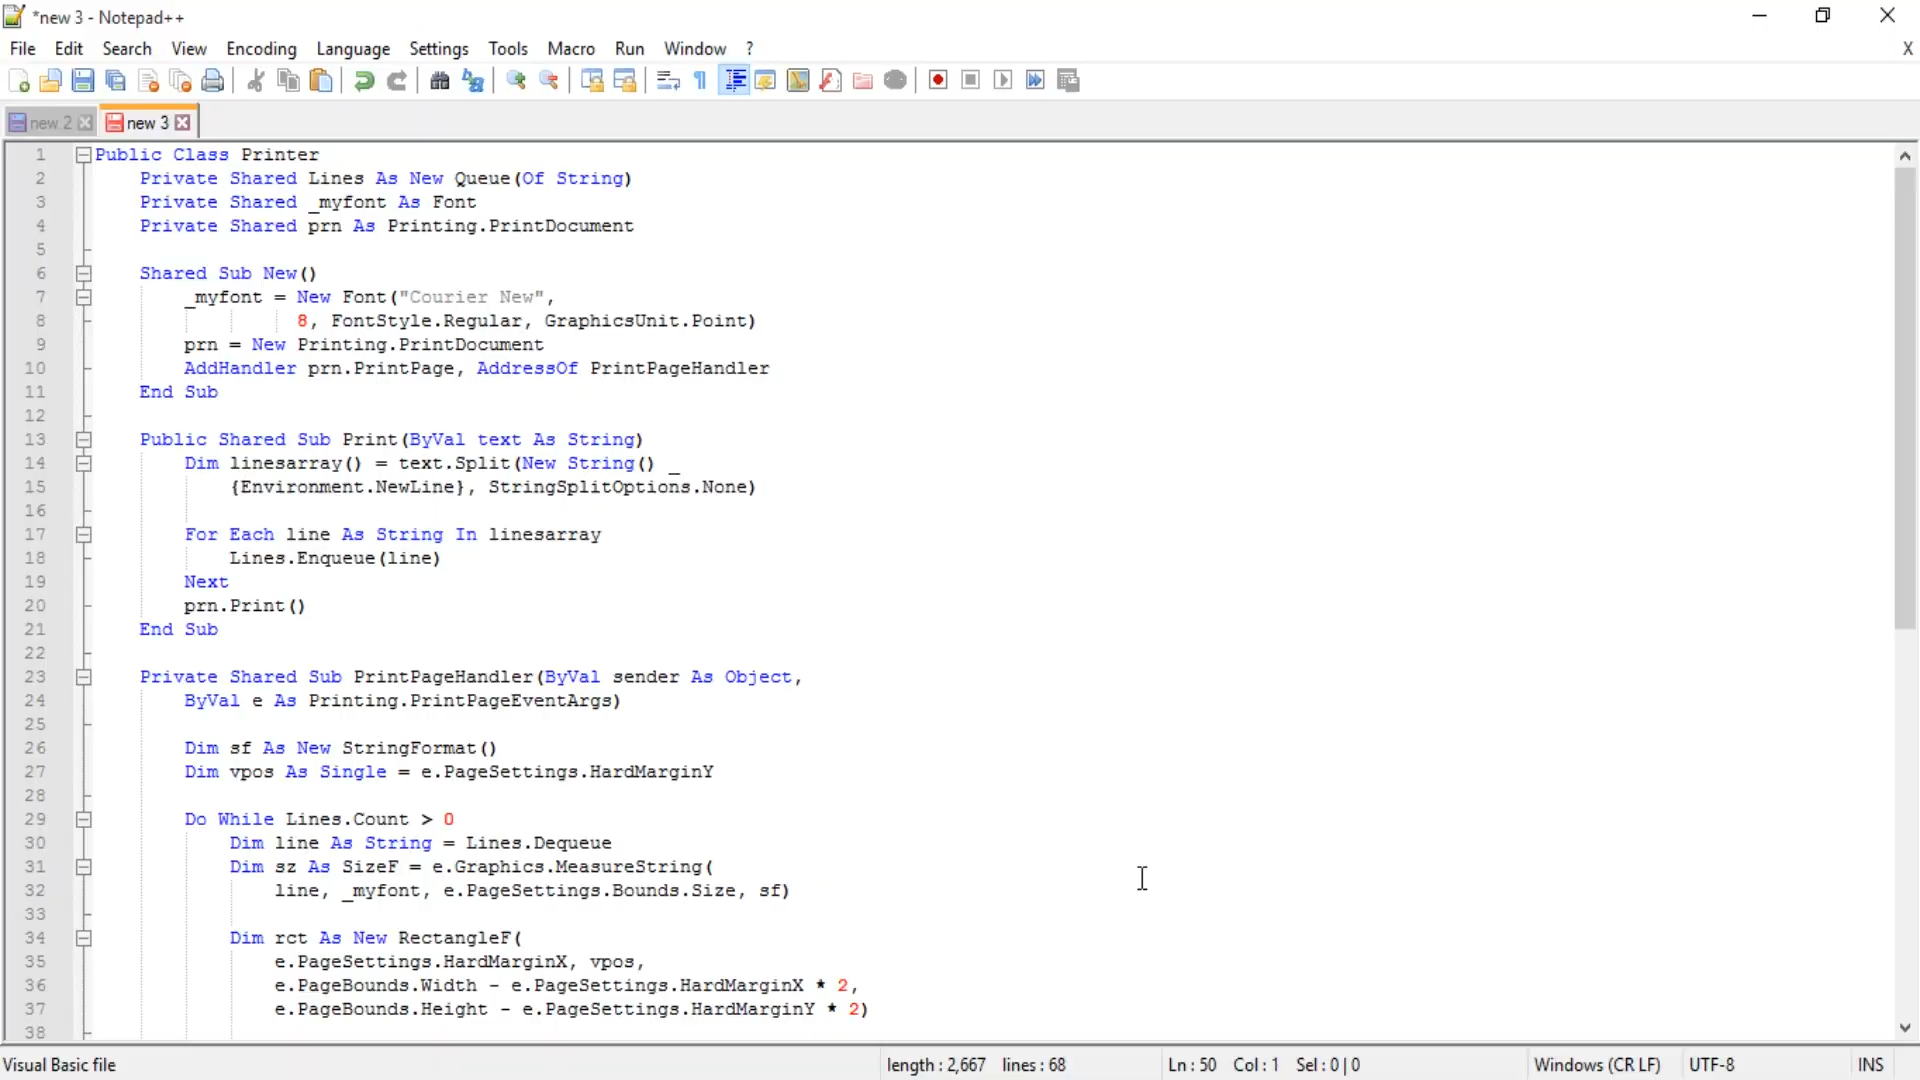 *new 3 - Notepad++
File Edit Search View Encoding Language Settings Tools Macro Run Window ? X
new 2 new 3
1 Public Class Printer
2 Private Shared Lines As New Queue(Of String)
3 Private Shared _myfont As Font
4 Private Shared prn As Printing.PrintDocument
5
6 Shared Sub New()
7 _myfont = New Font("Courier New",
8 8, FontStyle.Regular, GraphicsUnit.Point)
9 prn = New Printing.PrintDocument
10 AddHandler prn.PrintPage, AddressOf PrintPageHandler
11 End Sub
12
13 Public Shared Sub Print(ByVal text As String)
14 Dim linesarray() = text.Split(New String() _
15 {Environment.NewLine}, StringSplitOptions.None)
16
17 For Each line As String In linesarray
18 Lines.Enqueue(line)
19 Next
20 prn.Print()
21 End Sub
22
23 Private Shared Sub PrintPageHandler(ByVal sender As Object,
24 ByVal e As Printing.PrintPageEventArgs)
25
26 Dim sf As New StringFormat()
27 Dim vpos As Single = e.PageSettings.HardMarginY
28
29 Do While Lines.Count > 0
30 Dim line As String = Lines.Dequeue
31 Dim sz As SizeF = e.Graphics.MeasureString(
32 line, _myfont, e.PageSettings.Bounds.Size, sf)
33
34 Dim rct As New RectangleF(
35 e.PageSettings.HardMarginX, vpos,
36 e.PageBounds.Width - e.PageSettings.HardMarginX * 2,
37 e.PageBounds.Height - e.PageSettings.HardMarginY * 2)
38
Visual Basic file length : 2,667 lines : 68 Ln : 50 Col : 1 Sel : 0 | 0 Windows (CR LF) UTF-8 INS